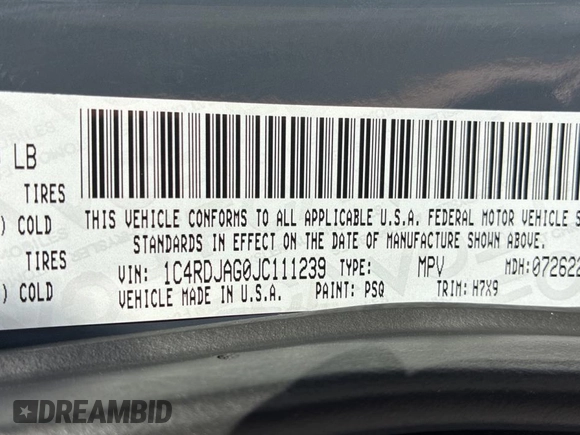 LB
TIRES
) COLD
TIRES
) COLD
THIS VEHICLE CONFORMS TO ALL APPLICABLE U.S.A. FEDERAL MOTOR VEHICLE S
STANDARDS IN EFFECT ON THE DATE OF MANUFACTURE SHOWN ABOVE.
VIN: 1C4RDJAG0JC111239 TYPE: MPV MDH:072622
VEHICLE MADE IN U.S.A. PAINT: PSQ TRIM: H7X9
DREAMBID